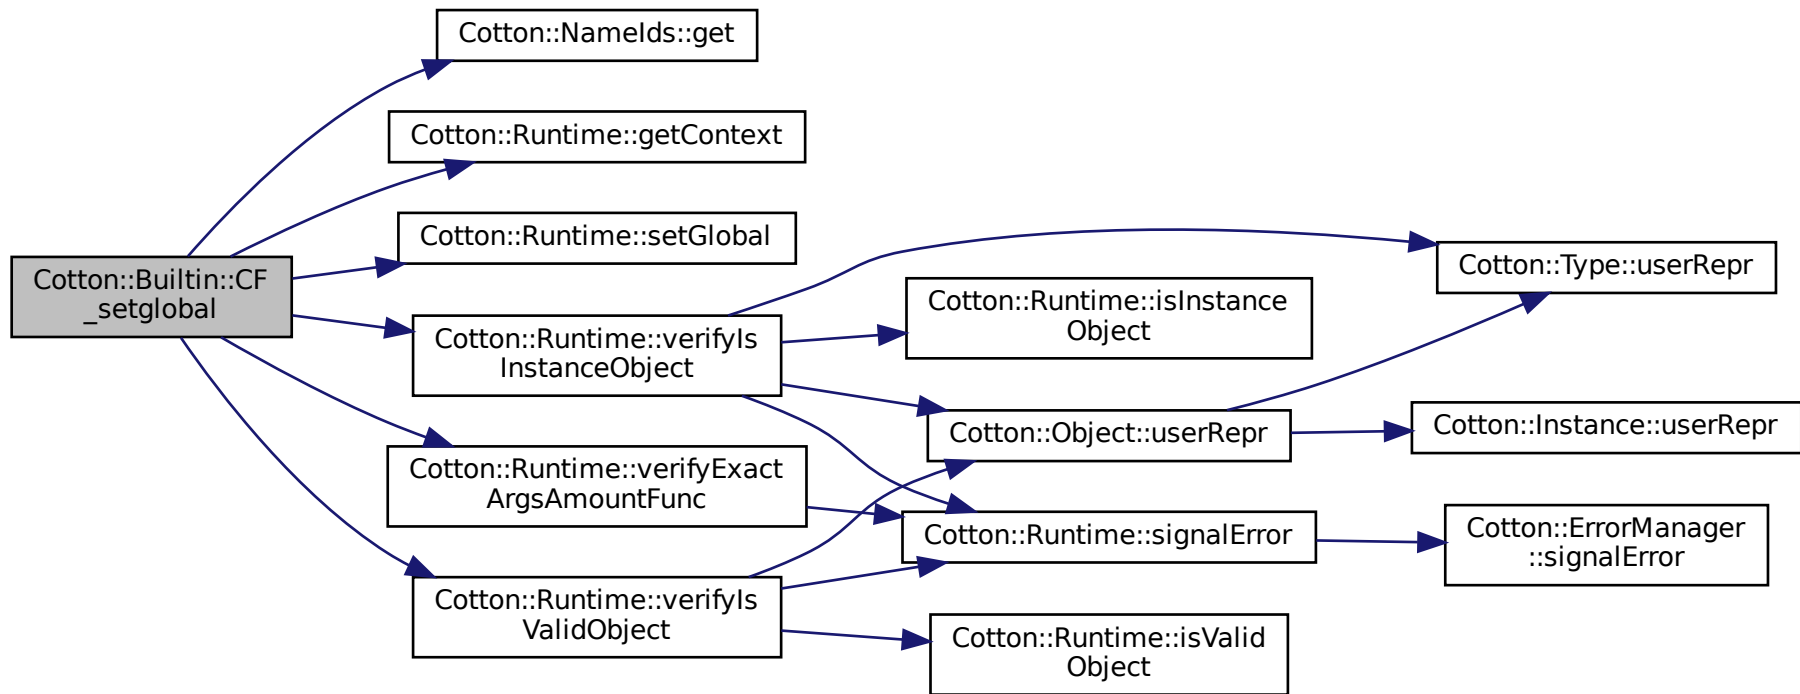 Cotton::Builtin::CF
_setglobal
Cotton::NameIds::get
Cotton::Runtime::getContext
Cotton::Runtime::setGlobal
Cotton::Runtime::verifyIs
InstanceObject
Cotton::Runtime::verifyExact
ArgsAmountFunc
Cotton::Runtime::verifyIs
ValidObject
Cotton::Runtime::isInstance
Object
Cotton::Object::userRepr
Cotton::Runtime::signalError
Cotton::Runtime::isValid
Object
Cotton::Type::userRepr
Cotton::Instance::userRepr
Cotton::ErrorManager
::signalError